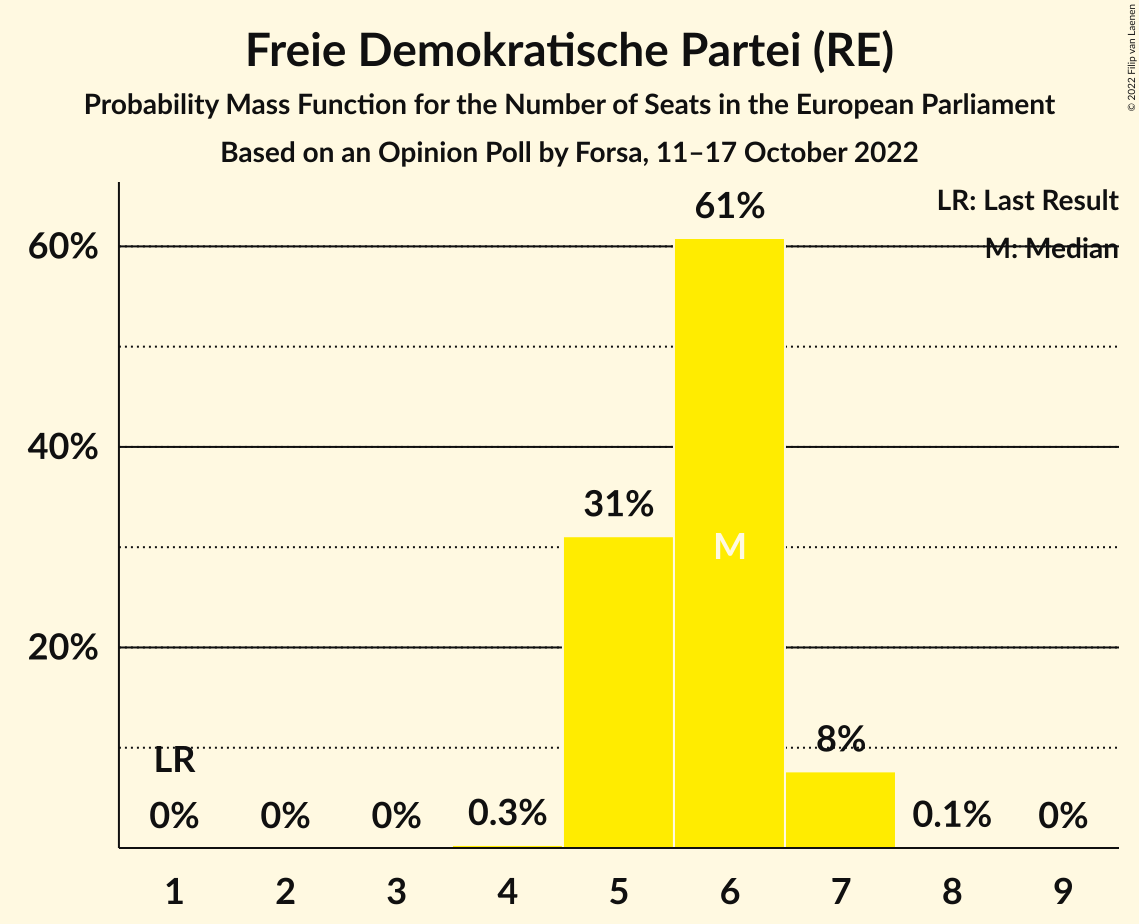 Freie Demokratische Partei (RE)
Probability Mass Function for the Number of Seats in the European Parliament
Based on an Opinion Poll by Forsa, 11–17 October 2022
© 2022 Filip van Laenen
LR: Last Result
M: Median
60%
40%
20%
61%
31%
M
8%
LR
0%
0%
0%
0.3%
0.1%
0%
1 2 3 4 5 6 7 8 9